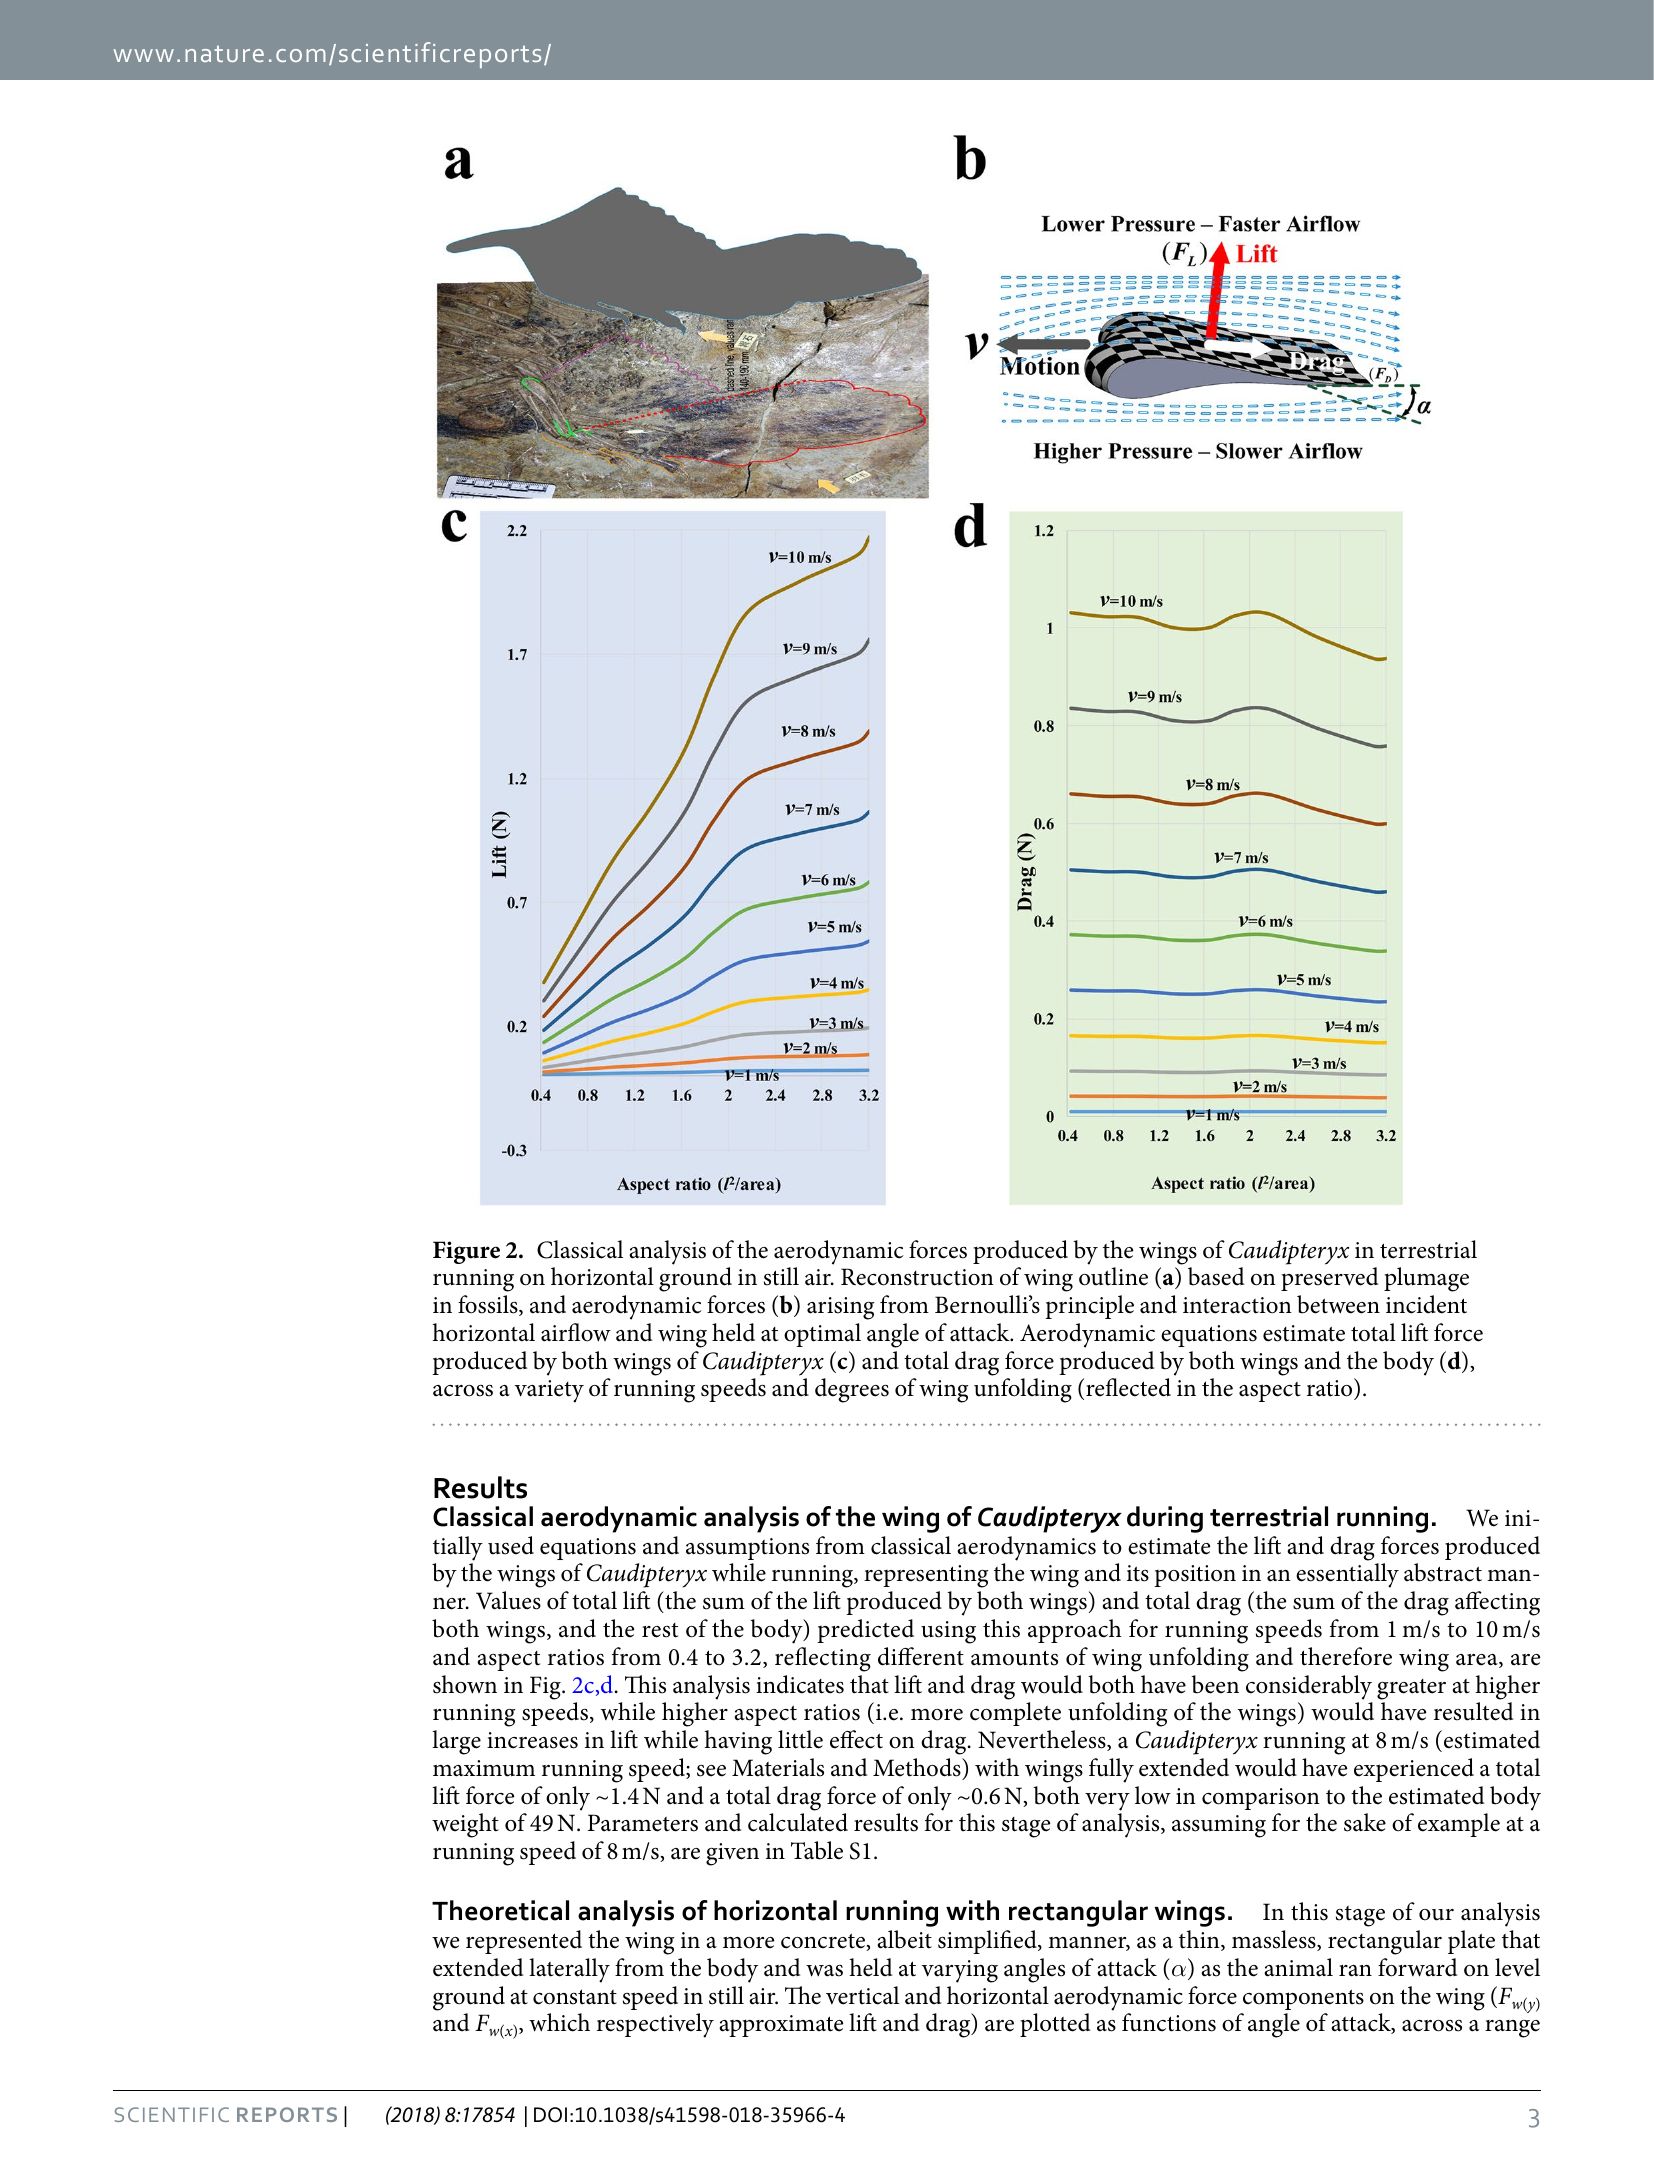 www.nature.com/scientificreports/
a
b
Lower Pressure – Faster Airflow
(F_L) Lift
v
Motion
Drag
(F_D)
α
Higher Pressure – Slower Airflow
c
2.2
1.7
1.2
0.7
0.2
-0.3
Lift (N)
v=10 m/s
v=9 m/s
v=8 m/s
v=7 m/s
v=6 m/s
v=5 m/s
v=4 m/s
v=3 m/s
v=2 m/s
v=1 m/s
0.4 0.8 1.2 1.6 2 2.4 2.8 3.2
Aspect ratio (l²/area)
d
1.2
1
0.8
0.6
0.4
0.2
0
Drag (N)
v=10 m/s
v=9 m/s
v=8 m/s
v=7 m/s
v=6 m/s
v=5 m/s
v=4 m/s
v=3 m/s
v=2 m/s
v=1 m/s
0.4 0.8 1.2 1.6 2 2.4 2.8 3.2
Aspect ratio (l²/area)
Figure 2. Classical analysis of the aerodynamic forces produced by the wings of Caudipteryx in terrestrial
running on horizontal ground in still air. Reconstruction of wing outline (a) based on preserved plumage
in fossils, and aerodynamic forces (b) arising from Bernoulli’s principle and interaction between incident
horizontal airflow and wing held at optimal angle of attack. Aerodynamic equations estimate total lift force
produced by both wings of Caudipteryx (c) and total drag force produced by both wings and the body (d),
across a variety of running speeds and degrees of wing unfolding (reflected in the aspect ratio).
Results
Classical aerodynamic analysis of the wing of Caudipteryx during terrestrial running. We ini-
tially used equations and assumptions from classical aerodynamics to estimate the lift and drag forces produced
by the wings of Caudipteryx while running, representing the wing and its position in an essentially abstract man-
ner. Values of total lift (the sum of the lift produced by both wings) and total drag (the sum of the drag affecting
both wings, and the rest of the body) predicted using this approach for running speeds from 1 m/s to 10 m/s
and aspect ratios from 0.4 to 3.2, reflecting different amounts of wing unfolding and therefore wing area, are
shown in Fig. 2c,d. This analysis indicates that lift and drag would both have been considerably greater at higher
running speeds, while higher aspect ratios (i.e. more complete unfolding of the wings) would have resulted in
large increases in lift while having little effect on drag. Nevertheless, a Caudipteryx running at 8 m/s (estimated
maximum running speed; see Materials and Methods) with wings fully extended would have experienced a total
lift force of only ~1.4 N and a total drag force of only ~0.6 N, both very low in comparison to the estimated body
weight of 49 N. Parameters and calculated results for this stage of analysis, assuming for the sake of example at a
running speed of 8 m/s, are given in Table S1.
Theoretical analysis of horizontal running with rectangular wings. In this stage of our analysis
we represented the wing in a more concrete, albeit simplified, manner, as a thin, massless, rectangular plate that
extended laterally from the body and was held at varying angles of attack (α) as the animal ran forward on level
ground at constant speed in still air. The vertical and horizontal aerodynamic force components on the wing (F_w(y)
and F_w(x), which respectively approximate lift and drag) are plotted as functions of angle of attack, across a range
SCIENTIFIC REPORTS | (2018) 8:17854 | DOI:10.1038/s41598-018-35966-4
3